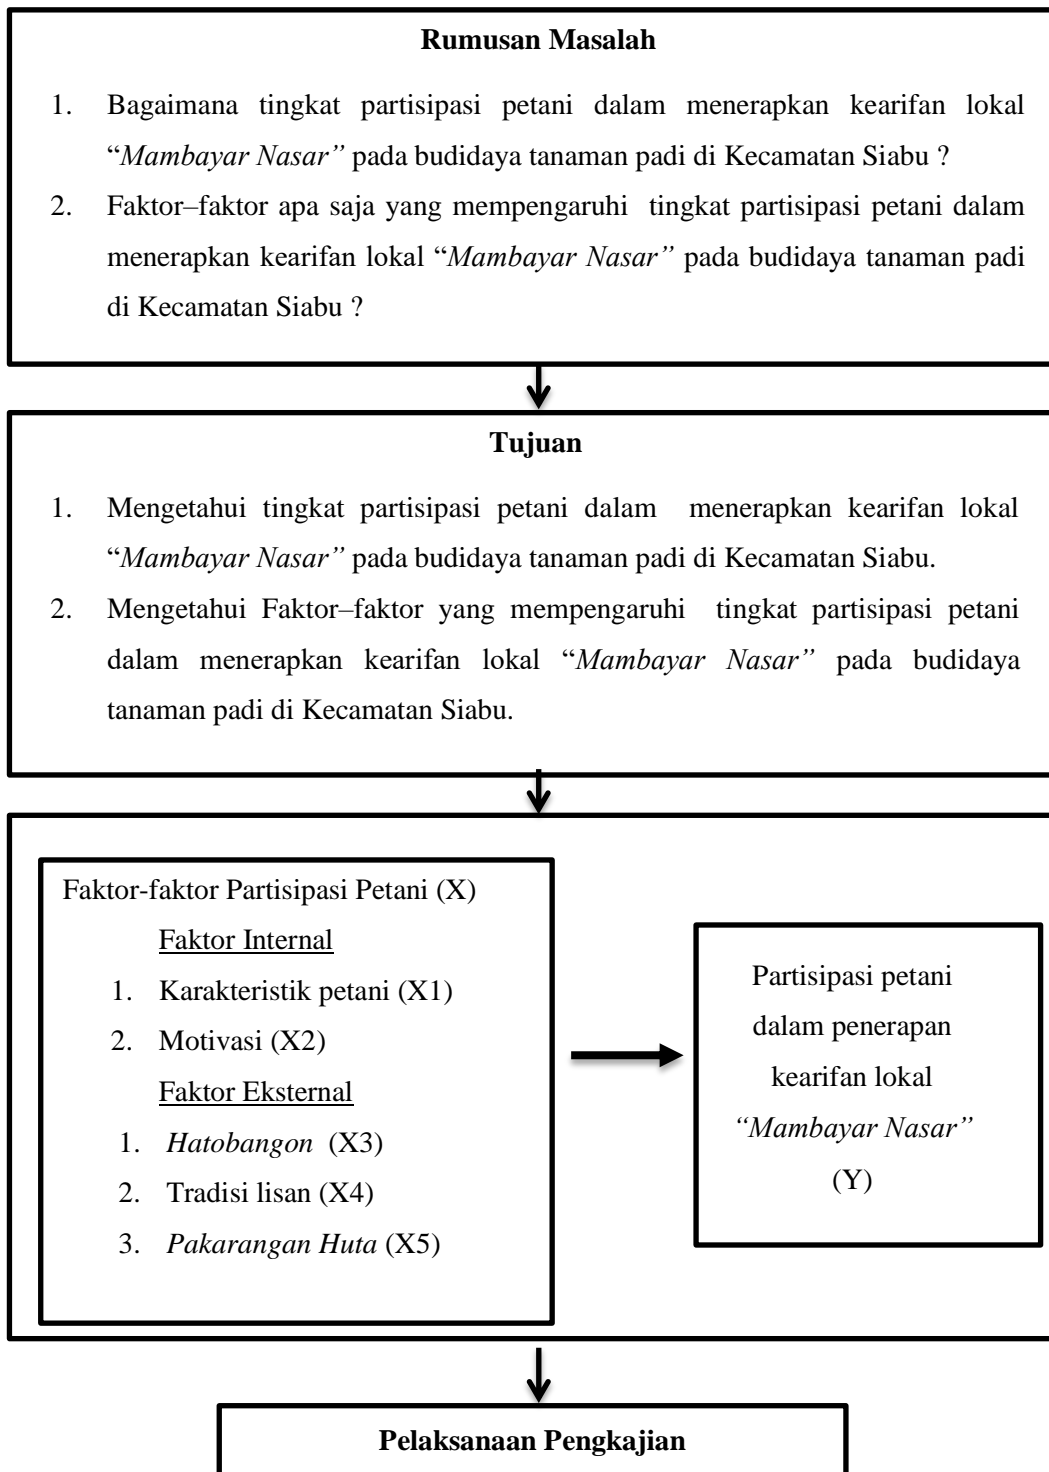 Rumusan Masalah
1. Bagaimana tingkat partisipasi petani dalam menerapkan kearifan lokal
“Mambayar Nasar” pada budidaya tanaman padi di Kecamatan Siabu ?
2. Faktor–faktor apa saja yang mempengaruhi tingkat partisipasi petani dalam
menerapkan kearifan lokal “Mambayar Nasar” pada budidaya tanaman padi
di Kecamatan Siabu ?
Tujuan
1. Mengetahui tingkat partisipasi petani dalam menerapkan kearifan lokal
“Mambayar Nasar” pada budidaya tanaman padi di Kecamatan Siabu.
2. Mengetahui Faktor–faktor yang mempengaruhi tingkat partisipasi petani
dalam menerapkan kearifan lokal “Mambayar Nasar” pada budidaya
tanaman padi di Kecamatan Siabu.
Faktor-faktor Partisipasi Petani (X)
Faktor Internal
1. Karakteristik petani (X1)
2. Motivasi (X2)
Faktor Eksternal
1. Hatobangon (X3)
2. Tradisi lisan (X4)
3. Pakarangan Huta (X5)
Partisipasi petani
dalam penerapan
kearifan lokal
“Mambayar Nasar”
(Y)
Pelaksanaan Pengkajian